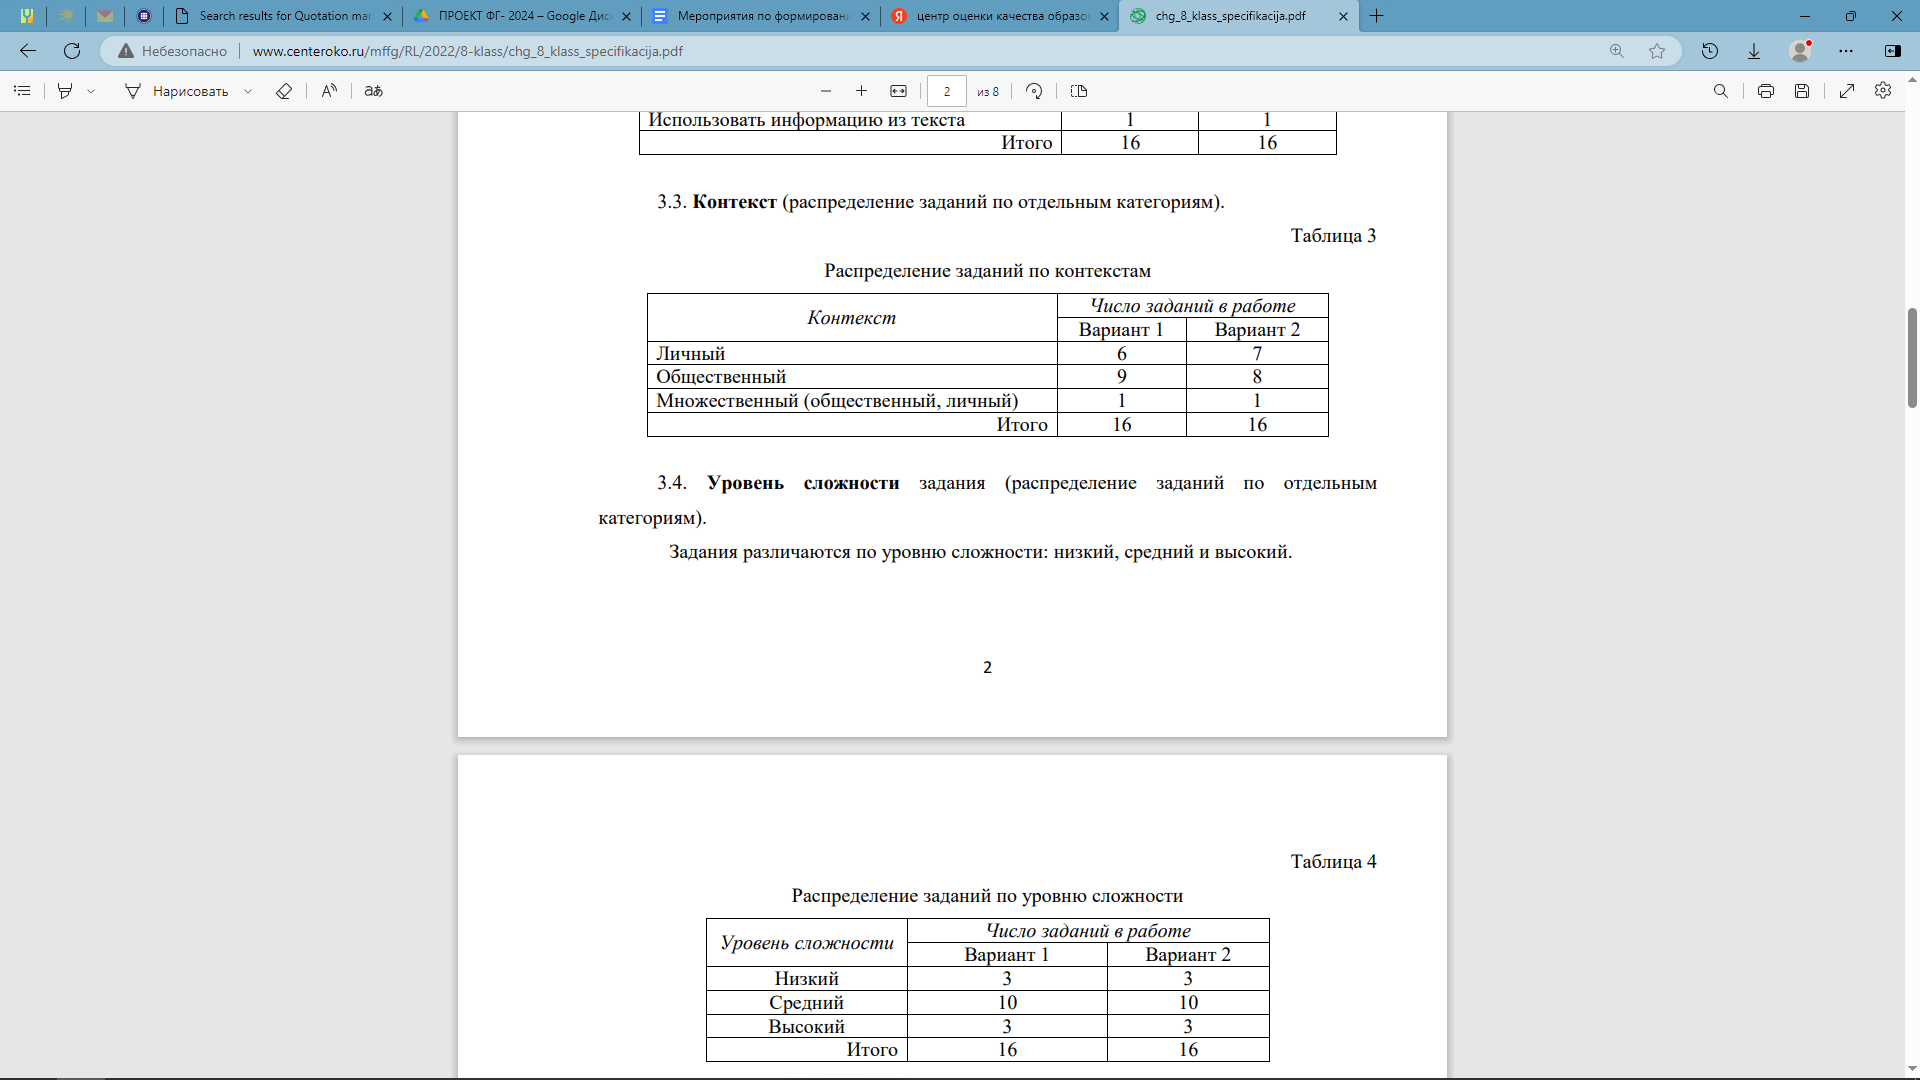 Search results for Quotation mar
ПРОЕКТ ФГ- 2024 – Google Дис
Мероприятия по формировани
центр оценки качества образов
chg_8_klass_specifikacija.pdf
Небезопасно www.centeroko.ru/mffg/RL/2022/8-klass/chg_8_klass_specifikacija.pdf
Нарисовать 2 из 8
Использовать информацию из текста 1 1
Итого 16 16
3.3. Контекст (распределение заданий по отдельным категориям).
Таблица 3
Распределение заданий по контекстам
Контекст Число заданий в работе
Вариант 1 Вариант 2
Личный 6 7
Общественный 9 8
Множественный (общественный, личный) 1 1
Итого 16 16
3.4. Уровень сложности задания (распределение заданий по отдельным
категориям).
Задания различаются по уровню сложности: низкий, средний и высокий.
2
Таблица 4
Распределение заданий по уровню сложности
Уровень сложности Число заданий в работе
Вариант 1 Вариант 2
Низкий 3 3
Средний 10 10
Высокий 3 3
Итого 16 16